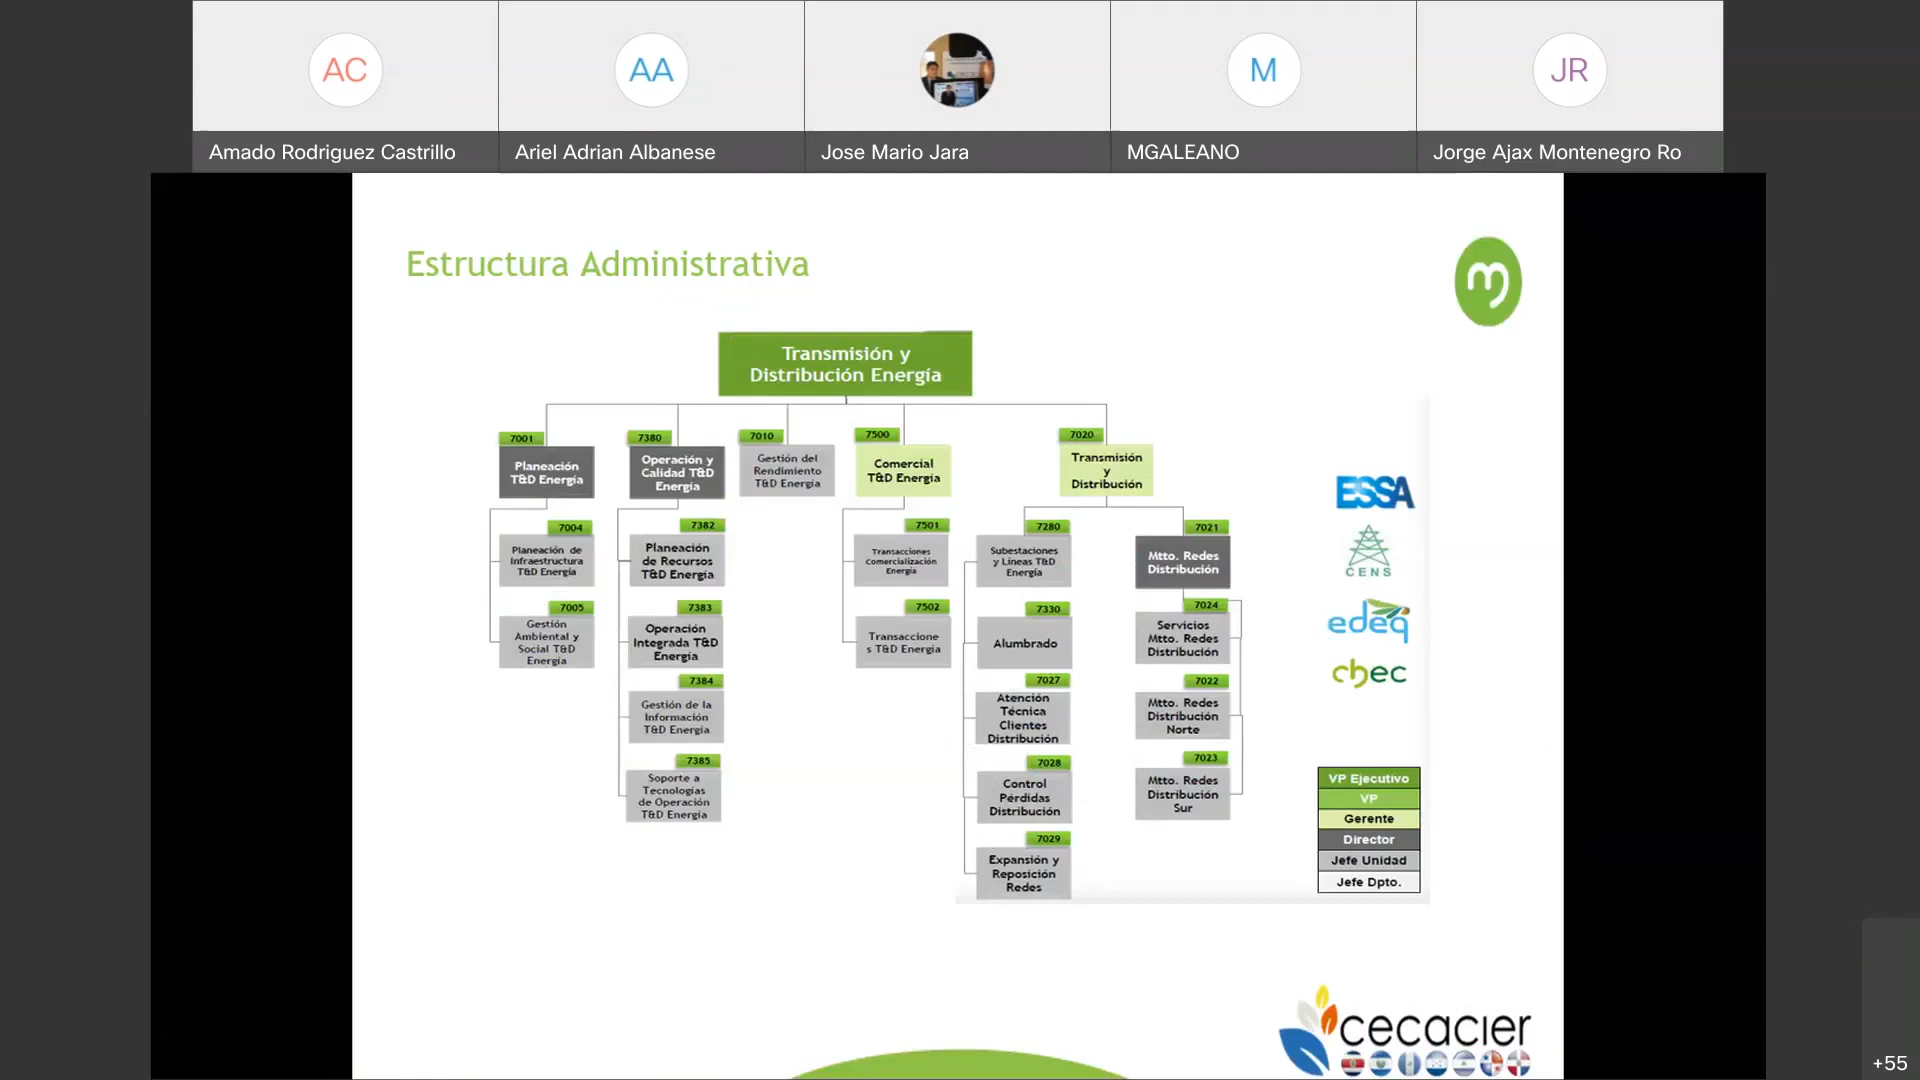 AC
AA
M
JR
Amado Rodriguez Castrillo
Ariel Adrian Albanese
Jose Mario Jara
MGALEANO
Jorge Ajax Montenegro Ro
Estructura Administrativa
Transmisión y
Distribución Energía
7001
Planeación
T&D Energía
7004
Planeación de
Infraestructura
T&D Energía
7005
Gestión
Ambiental y
Social T&D
Energía
7380
Operación y
Calidad T&D
Energía
7382
Planeación
de Recursos
T&D Energía
7383
Operación
Integrada T&D
Energía
7384
Gestión de la
Información
T&D Energía
7385
Soporte a
Tecnologías
de Operación
T&D Energía
7010
Gestión del
Rendimiento
T&D Energía
7500
Comercial
T&D Energía
7501
Transacciones
Comercialización
Energía
7502
Transaccione
s T&D Energía
7020
Transmisión
y
Distribución
7280
Subestaciones
y Líneas T&D
Energía
7330
Alumbrado
7027
Atención
Técnica
Clientes
Distribución
7028
Control
Pérdidas
Distribución
7029
Expansión y
Reposición
Redes
7021
Mtto. Redes
Distribución
7024
Servicios
Mtto. Redes
Distribución
7022
Mtto. Redes
Distribución
Norte
7023
Mtto. Redes
Distribución
Sur
ESSA
CENS
edeq
chec
VP Ejecutivo
VP
Gerente
Director
Jefe Unidad
Jefe Dpto.
cecacier
+55